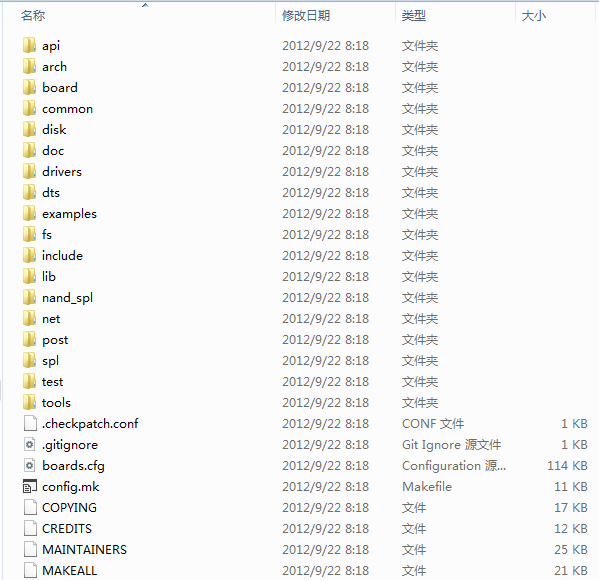 名称 修改日期 类型 大小
api 2012/9/22 8:18 文件夹
arch 2012/9/22 8:18 文件夹
board 2012/9/22 8:18 文件夹
common 2012/9/22 8:18 文件夹
disk 2012/9/22 8:18 文件夹
doc 2012/9/22 8:18 文件夹
drivers 2012/9/22 8:18 文件夹
dts 2012/9/22 8:18 文件夹
examples 2012/9/22 8:18 文件夹
fs 2012/9/22 8:18 文件夹
include 2012/9/22 8:18 文件夹
lib 2012/9/22 8:18 文件夹
nand_spl 2012/9/22 8:18 文件夹
net 2012/9/22 8:18 文件夹
post 2012/9/22 8:18 文件夹
spl 2012/9/22 8:18 文件夹
test 2012/9/22 8:18 文件夹
tools 2012/9/22 8:18 文件夹
.checkpatch.conf 2012/9/22 8:18 CONF 文件 1 KB
.gitignore 2012/9/22 8:18 Git Ignore 源文件 1 KB
boards.cfg 2012/9/22 8:18 Configuration 源... 114 KB
config.mk 2012/9/22 8:18 Makefile 11 KB
COPYING 2012/9/22 8:18 文件 17 KB
CREDITS 2012/9/22 8:18 文件 12 KB
MAINTAINERS 2012/9/22 8:18 文件 25 KB
MAKEALL 2012/9/22 8:18 文件 21 KB